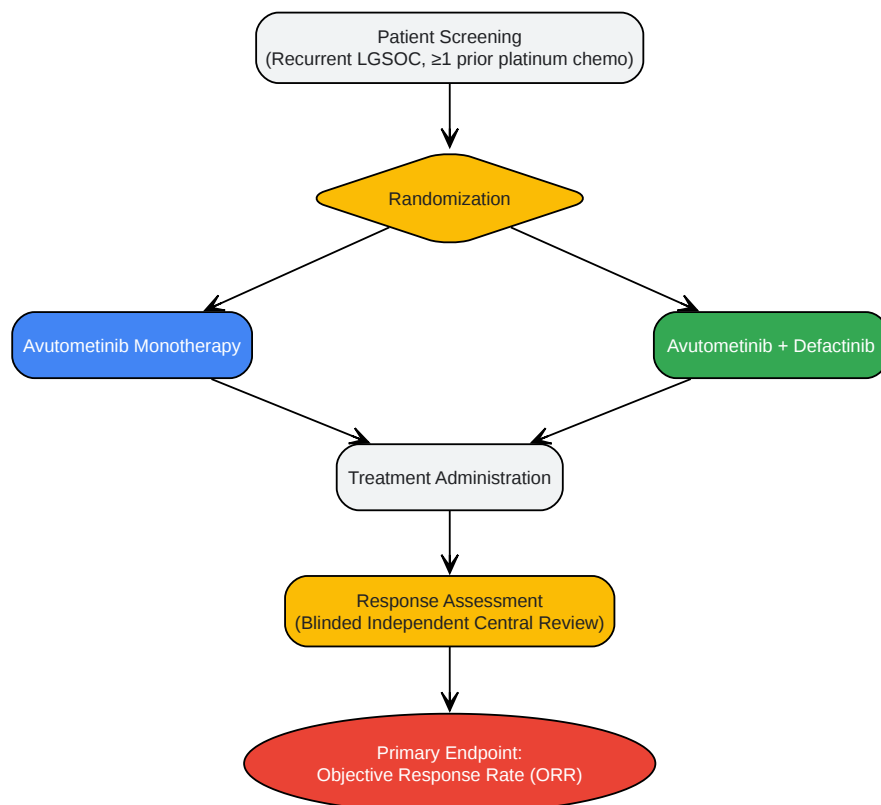 Patient Screening
(Recurrent LGSOC, ≥1 prior platinum chemo)
Randomization
Avutometinib Monotherapy
Avutometinib + Defactinib
Treatment Administration
Response Assessment
(Blinded Independent Central Review)
Primary Endpoint:
Objective Response Rate (ORR)